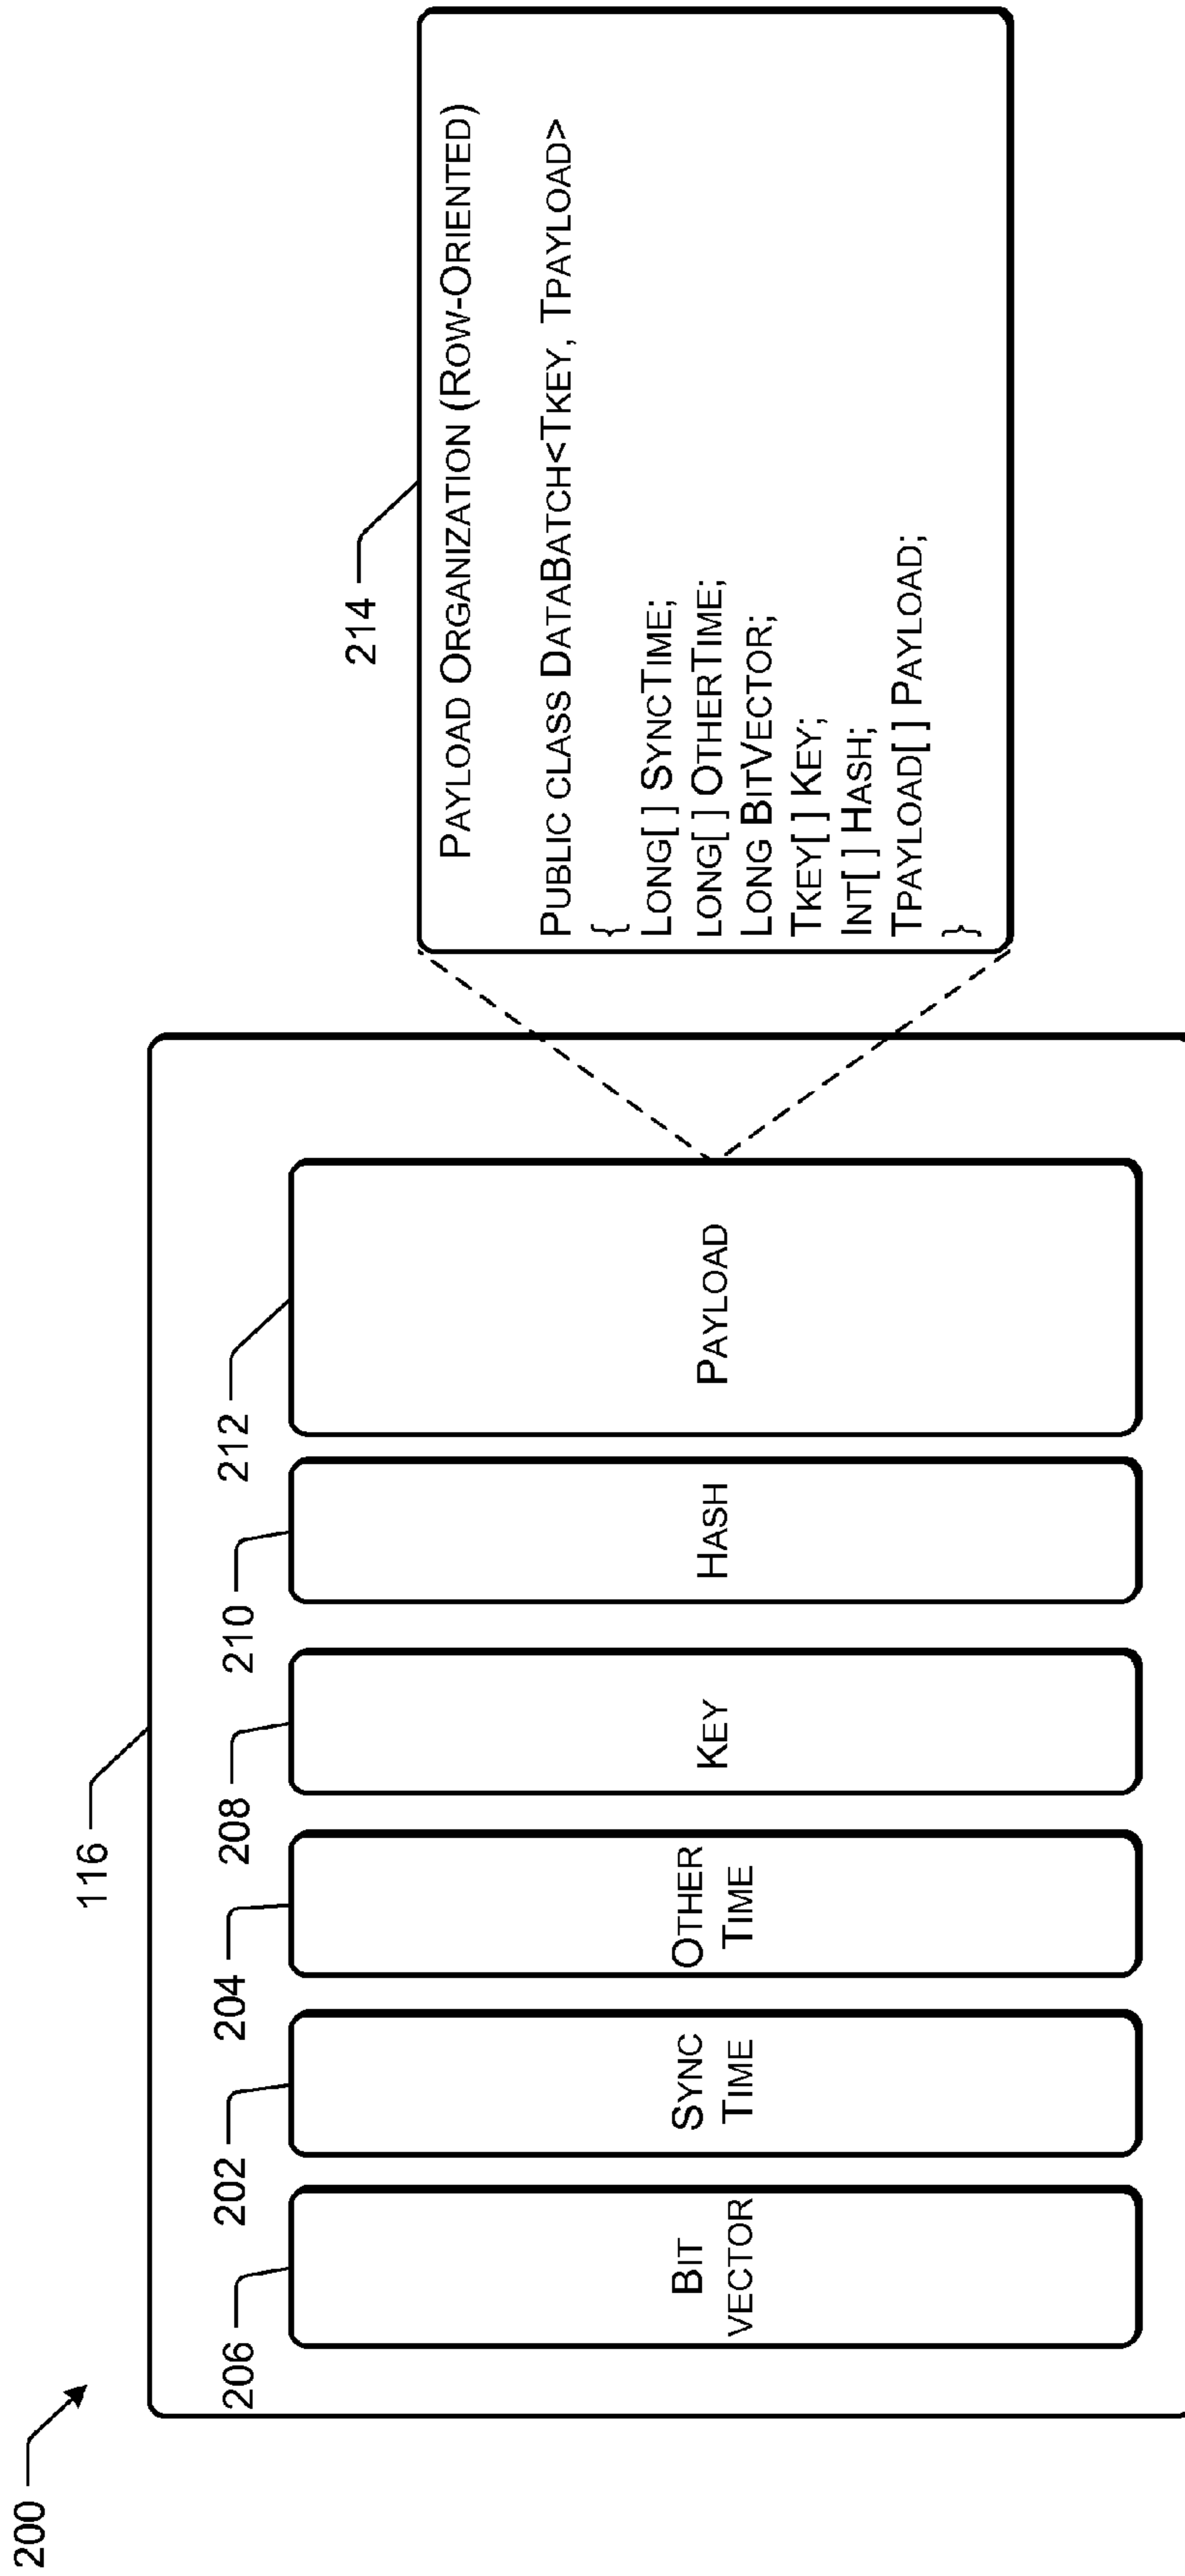 200
116
206
202
204
208
210
212
BIT
VECTOR
SYNC
TIME
OTHER
TIME
KEY
HASH
PAYLOAD
214
PAYLOAD ORGANIZATION (ROW-ORIENTED)
PUBLIC CLASS DATABATCH<TKEY, TPAYLOAD>
{
LONG[ ] SYNCTIME;
LONG[ ] OTHERTIME;
LONG BITVECTOR;
TKEY[ ] KEY;
INT[ ] HASH;
TPAYLOAD[ ] PAYLOAD;
}